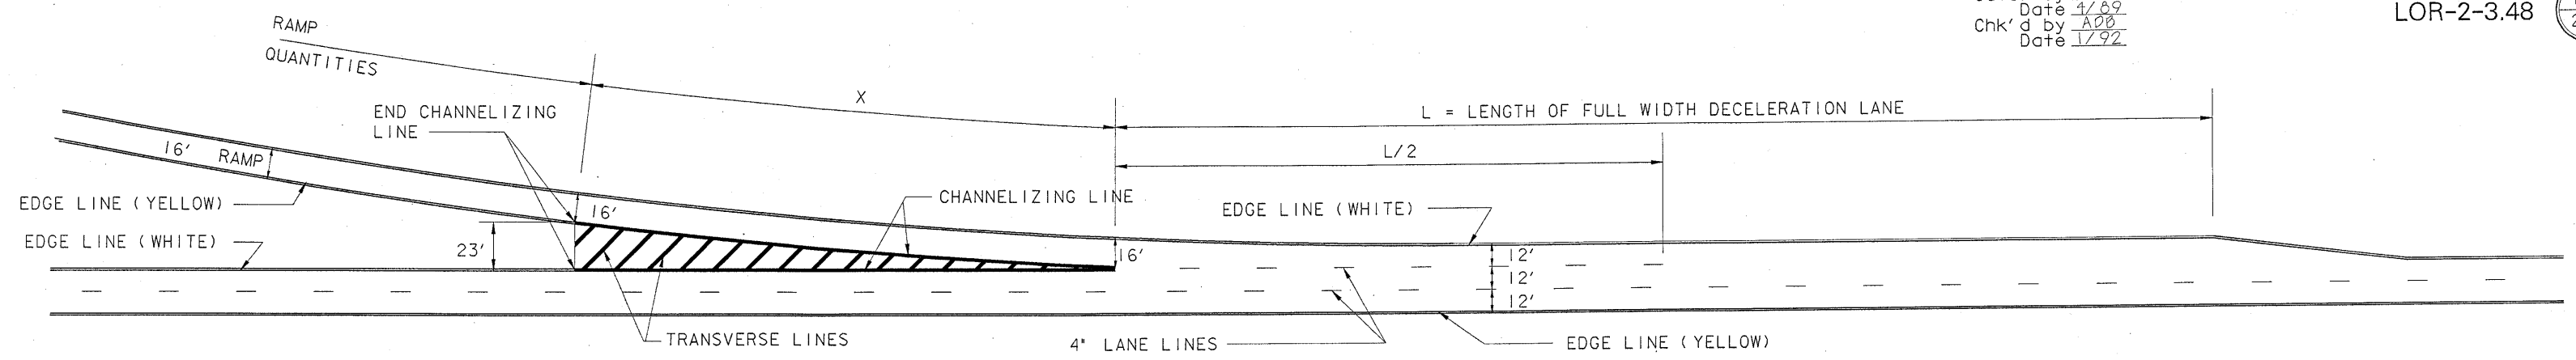 Date 4/89
Chk'd by ADB
Date 1/92
LOR-2-3.48
RAMP
QUANTITIES
END CHANNELIZING
LINE
X
L = LENGTH OF FULL WIDTH DECELERATION LANE
L/2
16' RAMP
EDGE LINE (YELLOW)
16'
CHANNELIZING LINE
EDGE LINE (WHITE)
EDGE LINE (WHITE)
23'
16'
12'
12'
12'
TRANSVERSE LINES
4" LANE LINES
EDGE LINE (YELLOW)